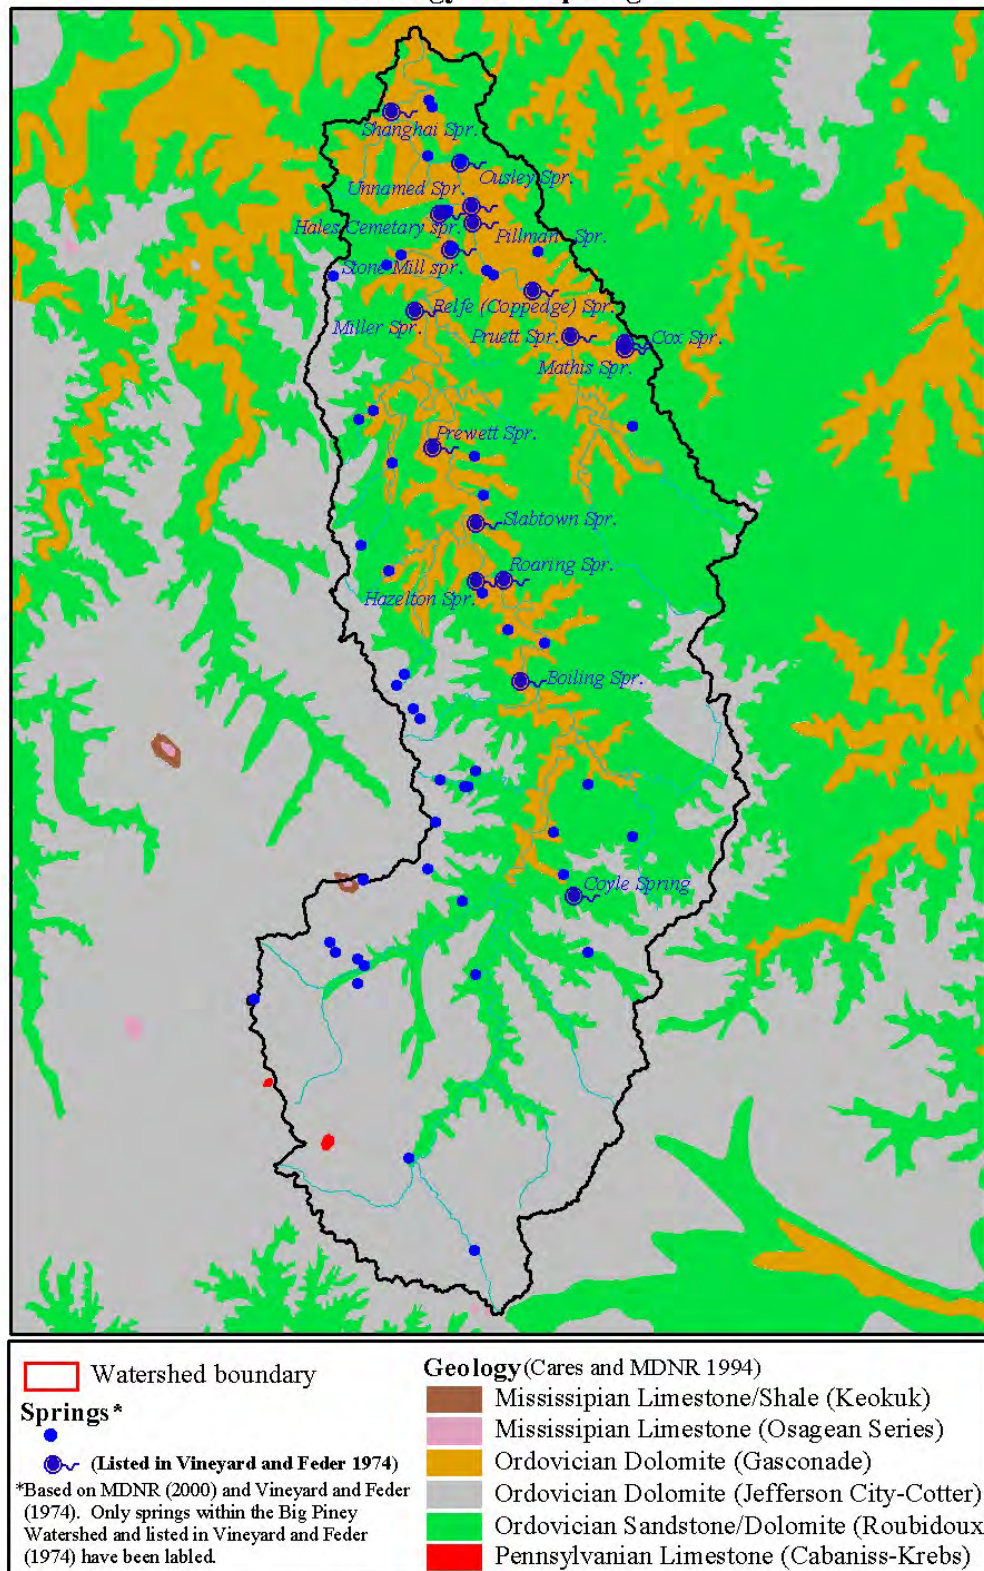 Shanghai Spr.
Ousley Spr.
Unnamed Spr.
Hales Cemetary spr.
Pillman Spr.
Stone Mill spr.
Relfe (Coppedge) Spr.
Miller Spr.
Pruett Spr.
Cox Spr.
Mathis Spr.
Prewett Spr.
Slabtown Spr.
Roaring Spr.
Hazelton Spr.
Boiling Spr.
Coyle Spring
Watershed boundary
Springs*
(Listed in Vineyard and Feder 1974)
*Based on MDNR (2000) and Vineyard and Feder
(1974). Only springs within the Big Piney
Watershed and listed in Vineyard and Feder
(1974) have been labled.
Geology (Cares and MDNR 1994)
Mississipian Limestone/Shale (Keokuk)
Mississipian Limestone (Osagean Series)
Ordovician Dolomite (Gasconade)
Ordovician Dolomite (Jefferson City-Cotter)
Ordovician Sandstone/Dolomite (Roubidoux
Pennsylvanian Limestone (Cabaniss-Krebs)